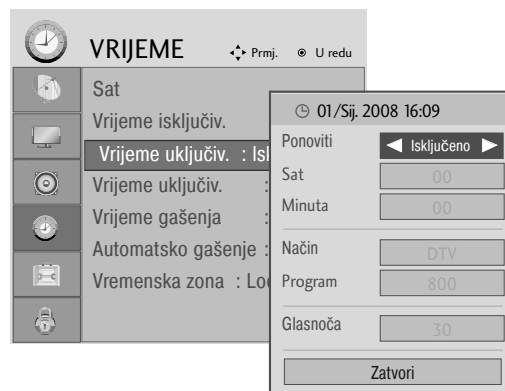 VRIJEME
Prmj.
U redu
Sat
Vrijeme isključiv.
Vrijeme uključiv. : Isl
Vrijeme uključiv. :
Vrijeme gašenja :
Automatsko gašenje :
Vremenska zona : Lo
01/Sij. 2008 16:09
Ponoviti
Isključeno
Sat
00
Minuta
00
Način
DTV
Program
800
Glasnoća
30
Zatvori